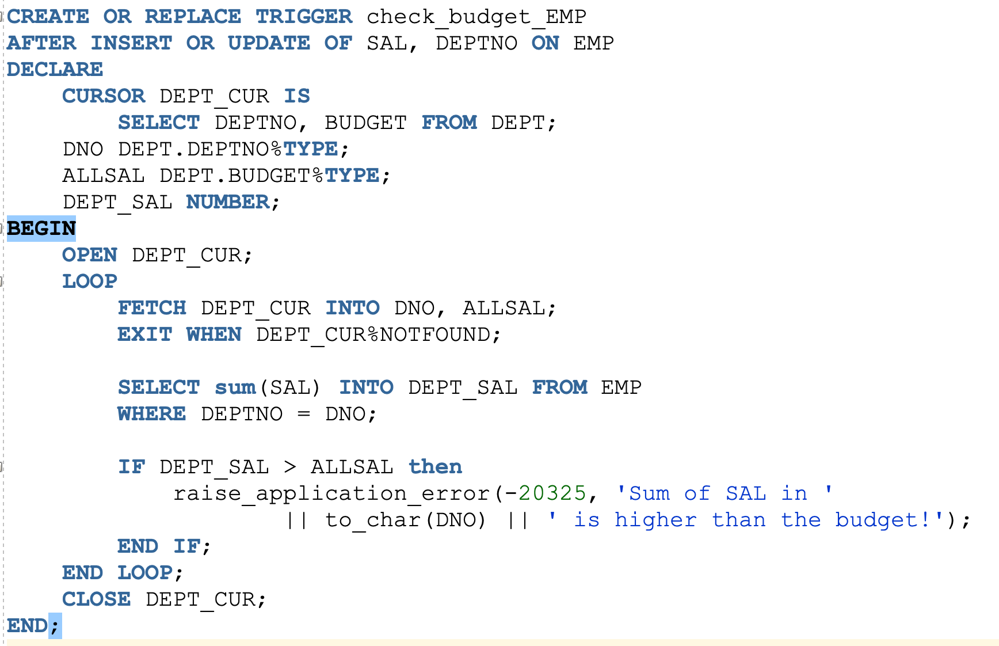 CREATE OR REPLACE TRIGGER check_budget_EMP
AFTER INSERT OR UPDATE OF SAL, DEPTNO ON EMP
DECLARE
CURSOR DEPT_CUR IS
SELECT DEPTNO, BUDGET FROM DEPT;
DNO DEPT.DEPTNO%TYPE;
ALLSAL DEPT.BUDGET%TYPE;
DEPT_SAL NUMBER;
BEGIN
OPEN DEPT_CUR;
LOOP
FETCH DEPT_CUR INTO DNO, ALLSAL;
EXIT WHEN DEPT_CUR%NOTFOUND;
SELECT sum(SAL) INTO DEPT_SAL FROM EMP
WHERE DEPTNO = DNO;
IF DEPT_SAL > ALLSAL then
raise_application_error(-20325, 'Sum of SAL in '
|| to_char(DNO) || ' is higher than the budget!');
END IF;
END LOOP;
CLOSE DEPT_CUR;
END;